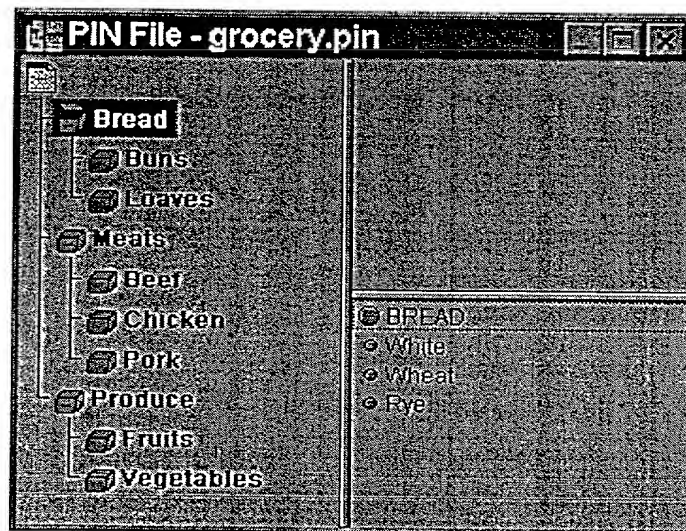 PIN File - grocery.pin
Bread
Buns
Loaves
Meats
Beef
Chicken
Pork
Produce
Fruits
Vegetables
BREAD
White
Wheat
Rye